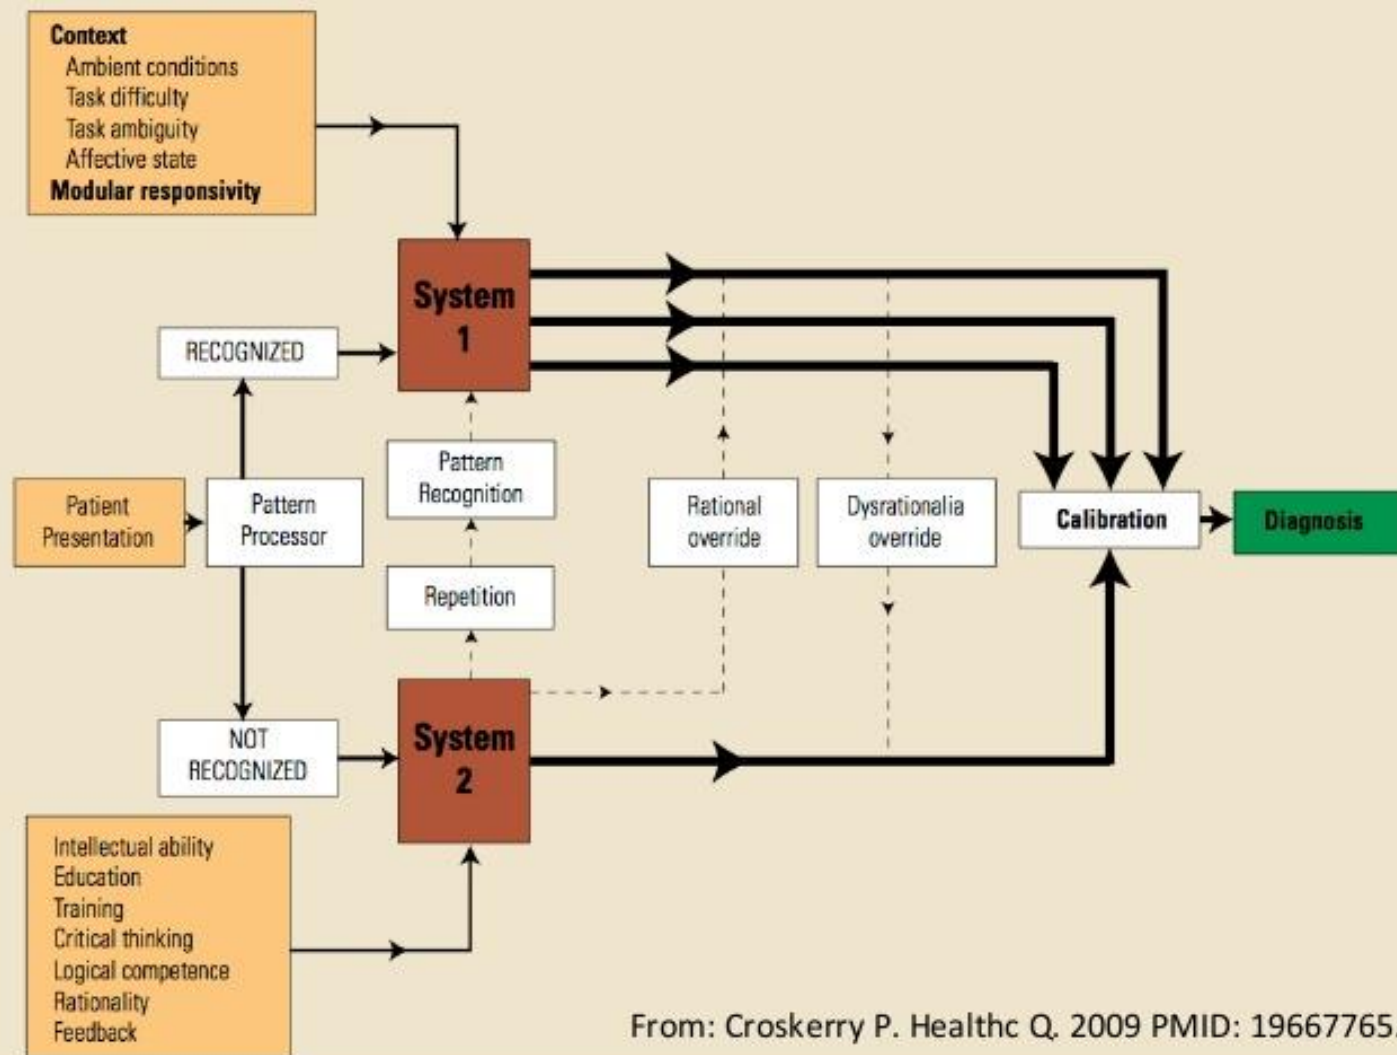 Context
Ambient conditions
Task difficulty
Task ambiguity
Affective state
Modular responsivity
System
1
RECOGNIZED
Pattern
Recognition
Patient
Presentation
Pattern
Processor
Rational
override
Dysrationalia
override
Calibration
Diagnosis
Repetition
NOT
RECOGNIZED
System
2
Intellectual ability
Education
Training
Critical thinking
Logical competence
Rationality
Feedback
From: Croskerry P. Healthc Q. 2009 PMID: 19667765.